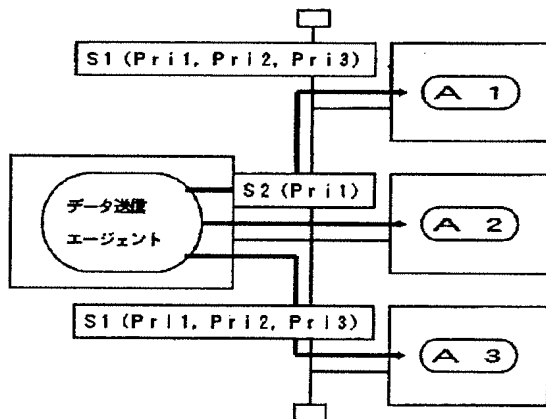 S1(Pri1, Pri2, Pri3)
A 1
S2(Pri1)
データ送信
エージェント
A 2
S1(Pri1, Pri2, Pri3)
A 3